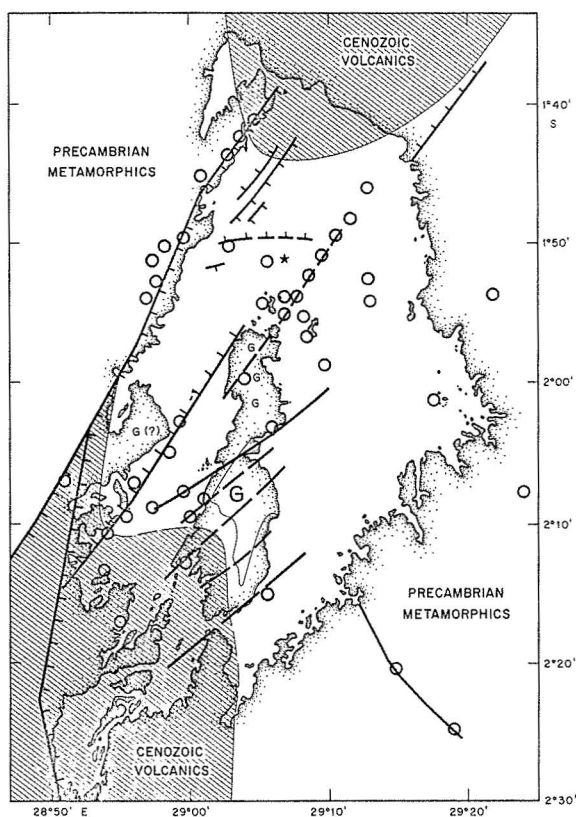 CENOZOIC
VOLCANICS
1°40'
S
PRECAMBRIAN
METAMORPHICS
1°50'
G
G
2°00'
G
G(?)
G
2°10'
PRECAMBRIAN
METAMORPHICS
2°20'
CENOZOIC
VOLCANICS
2°30'
28°50' E
29°00'
29°10'
29°20'